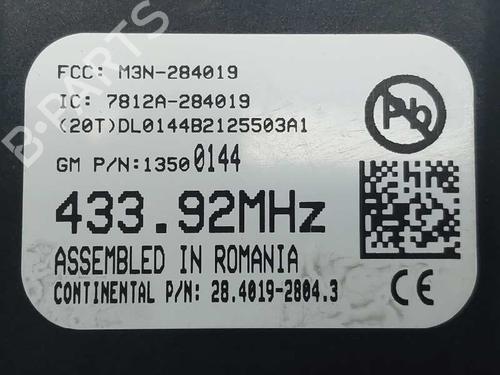 FCC: M3N-284019
IC: 7812A-284019
(20T)DL0144B2125503A1
GM P/N:13500144
433.92MHz
ASSEMBLED IN ROMANIA
CONTINENTAL P/N: 28.4019-2804.3
Pb
CE
B-PARTS